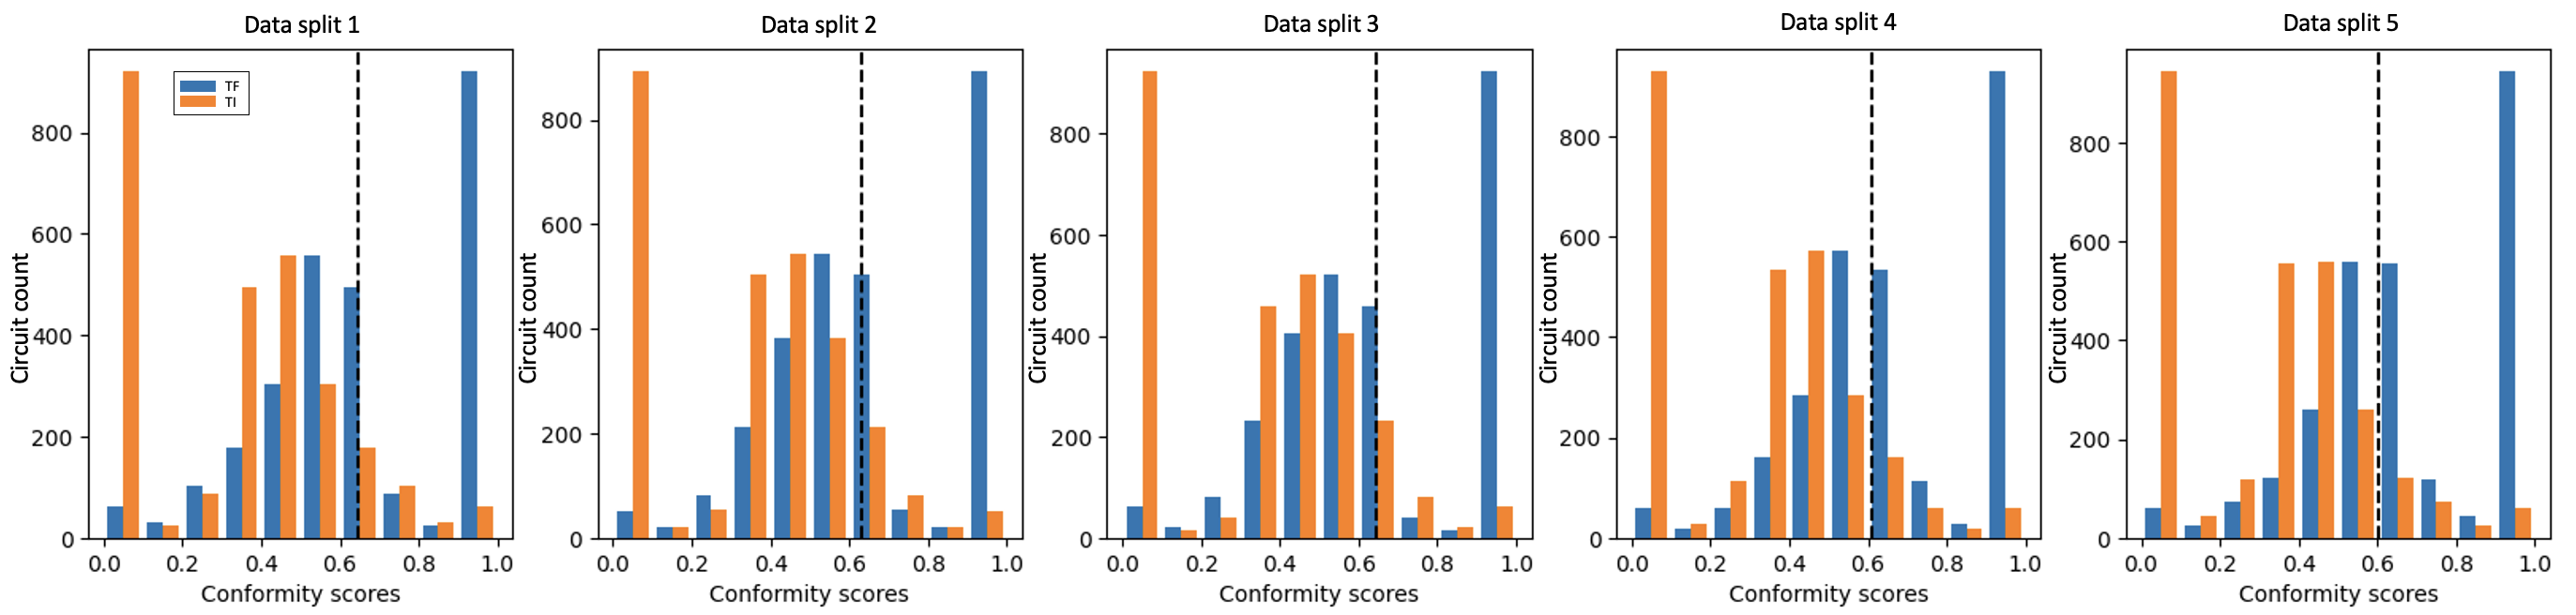 Data split 1
Data split 2
Data split 3
Data split 4
Data split 5
TF
TI
Circuit count
800
600
400
200
0
0.0 0.2 0.4 0.6 0.8 1.0
Conformity scores
Circuit count
800
600
400
200
0
0.0 0.2 0.4 0.6 0.8 1.0
Conformity scores
Circuit count
800
600
400
200
0
0.0 0.2 0.4 0.6 0.8 1.0
Conformity scores
Circuit count
800
600
400
200
0
0.0 0.2 0.4 0.6 0.8 1.0
Conformity scores
Circuit count
800
600
400
200
0
0.0 0.2 0.4 0.6 0.8 1.0
Conformity scores